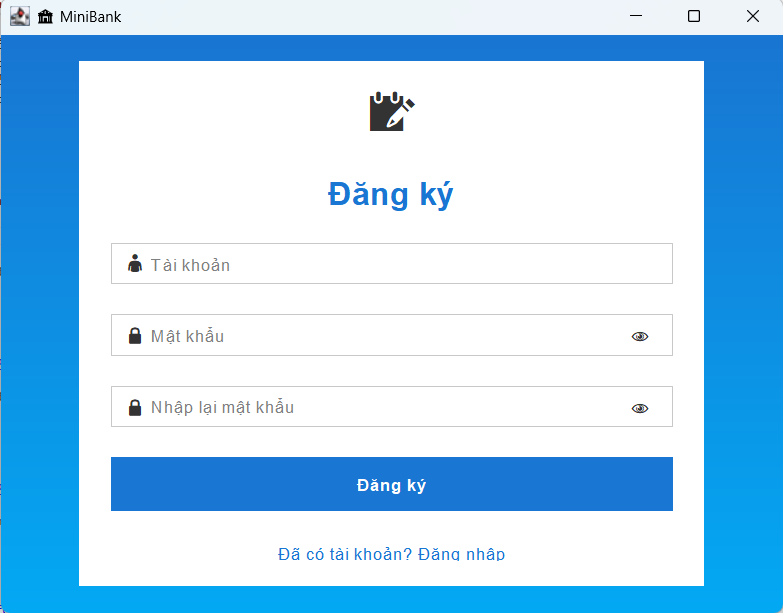 MiniBank
Đăng ký
Tài khoản
Mật khẩu
Nhập lại mật khẩu
Đăng ký
Đã có tài khoản? Đăng nhập